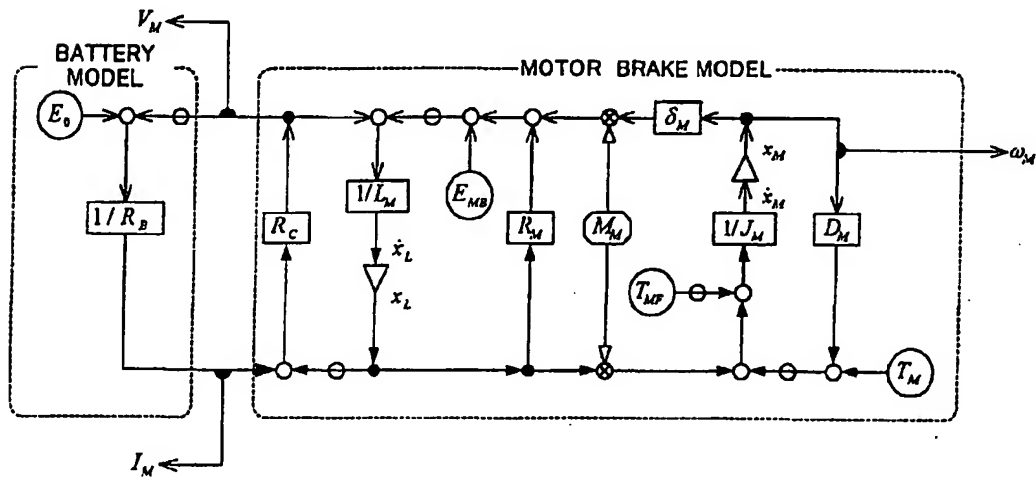 V_M
BATTERY
MODEL
MOTOR BRAKE MODEL
E_0
δ_M
ω_M
x_M
1/L_M
E_MB
ẋ_M
1/R_B
R_C
R_M
M_M
1/J_M
D_M
ẋ_L
x_L
T_MF
T_M
I_M